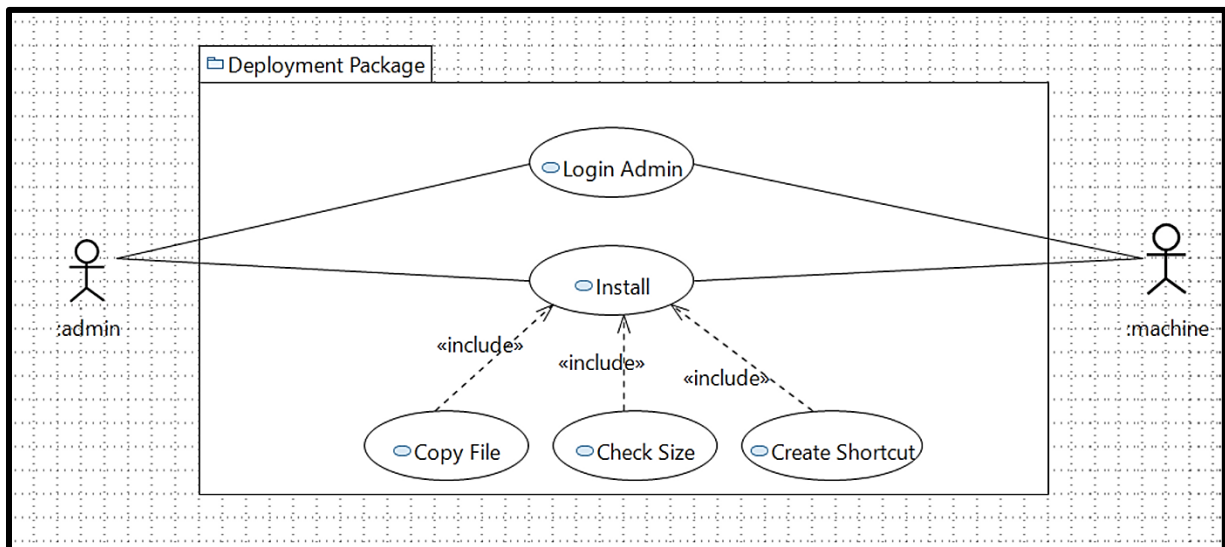 Deployment Package
Login Admin
Install
:admin
:machine
«include»
«include»
«include»
Copy File
Check Size
Create Shortcut